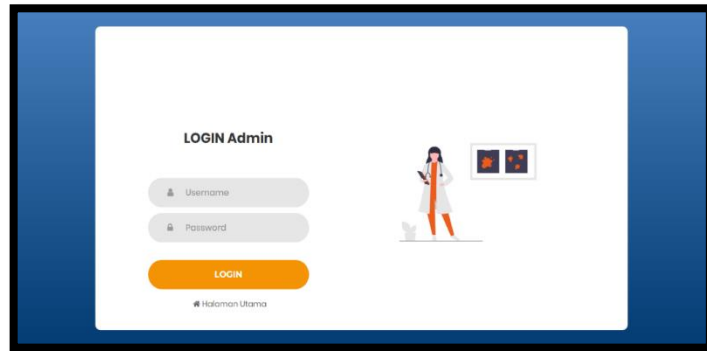 LOGIN Admin
Username
Password
LOGIN
Halaman Utama